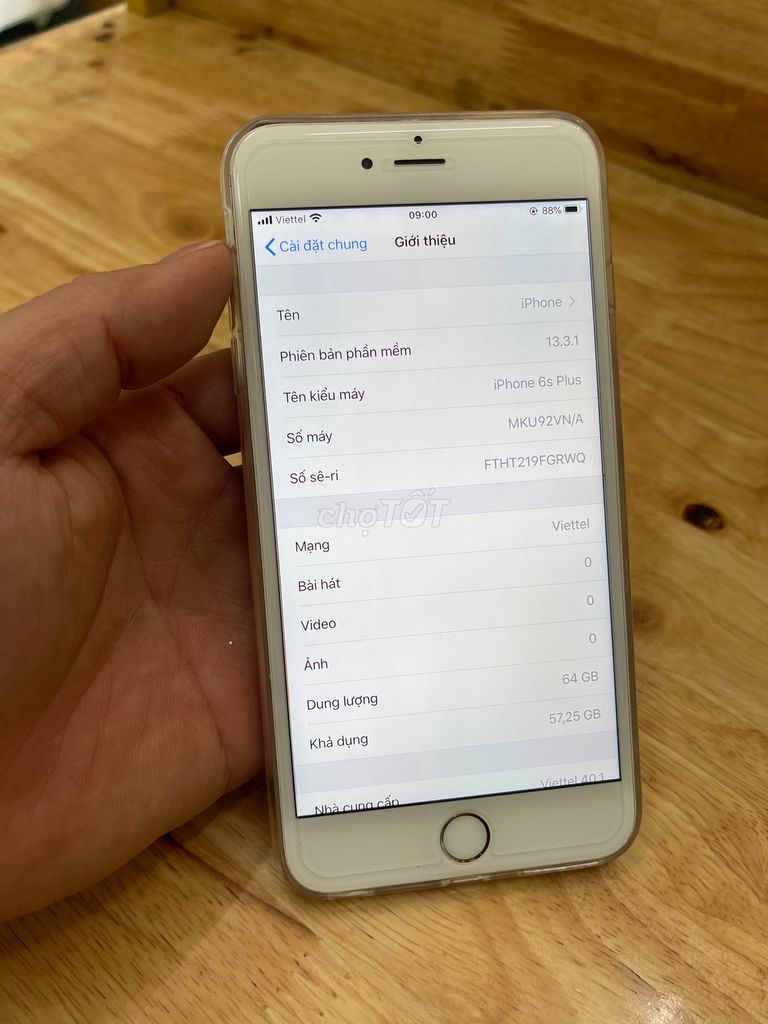 Viettel 09:00 88%
Cài đặt chung Giới thiệu
Tên iPhone
Phiên bản phần mềm 13.3.1
Tên kiểu máy iPhone 6s Plus
Số máy MKU92VN/A
Số sê-ri FTHT219FGRWQ
chợTỐT
Mạng Viettel
Bài hát 0
Video 0
Ảnh 0
Dung lượng 64 GB
Khả dụng 57,25 GB
Nhà cung cấp Viettel 40.1